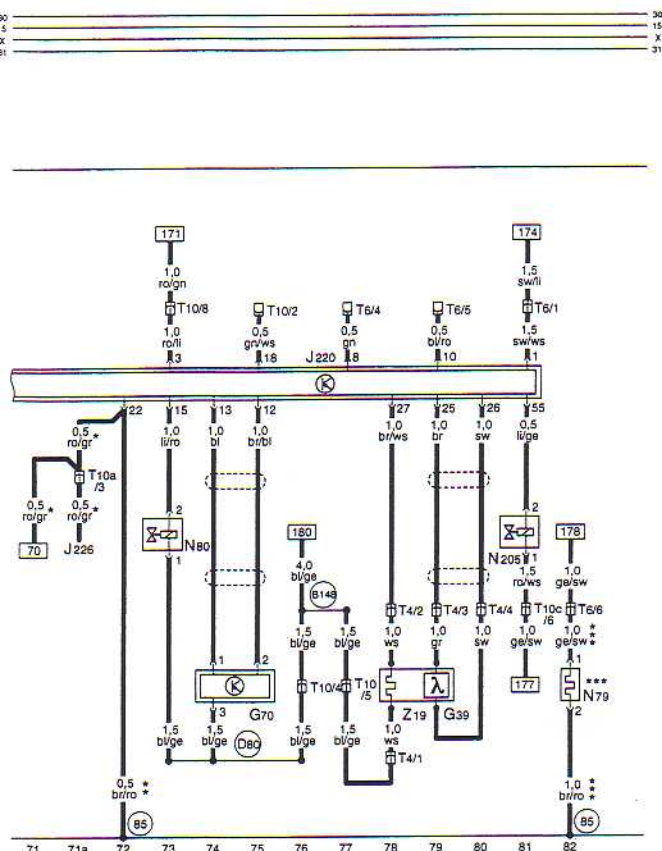 30 30
15 15
X X
31 31
171 174
1,0 1,5
ro/gn sw/li
T10/8 T10/2 T6/4 T6/5 T6/1
1,0 0,5 0,5 0,5 1,5
ro/li gn/ws gn bl/ro sw/ws
3 18 J220 8 10 1
K
22 15 13 12 27 25 26 55
0,5 1,0 1,0 1,0 1,0 1,0 1,0 0,5
ro/gr* li/ro bl br/bl br/ws br sw li/ge
T10a
/3
0,5 0,5
ro/gr* ro/gr*
70 J226
2 2
N80 N205
1 1
180 178
4,0 1,5 1,0
bl/ge ro/ws ge/sw
B148
T4/2 T4/3 T4/4 T10c T6/6
/6
1,5 1,5 1,0 1,0 1,0 1,0 1,0 *
bl/ge bl/ge ws gr sw ge/sw ge/sw * *
1 2
K
G70
T10/4 T10
/5
λ
Z19 G39
177
1
***
N79
2
3
1,5 1,5 1,5 1,5 1,0
bl/ge bl/ge D80 bl/ge bl/ge ws
T4/1
0,5 *
br/ro *
1,0 *
br/ro * *
85 85
71 71a 72 73 74 75 76 77 78 79 80 81 82